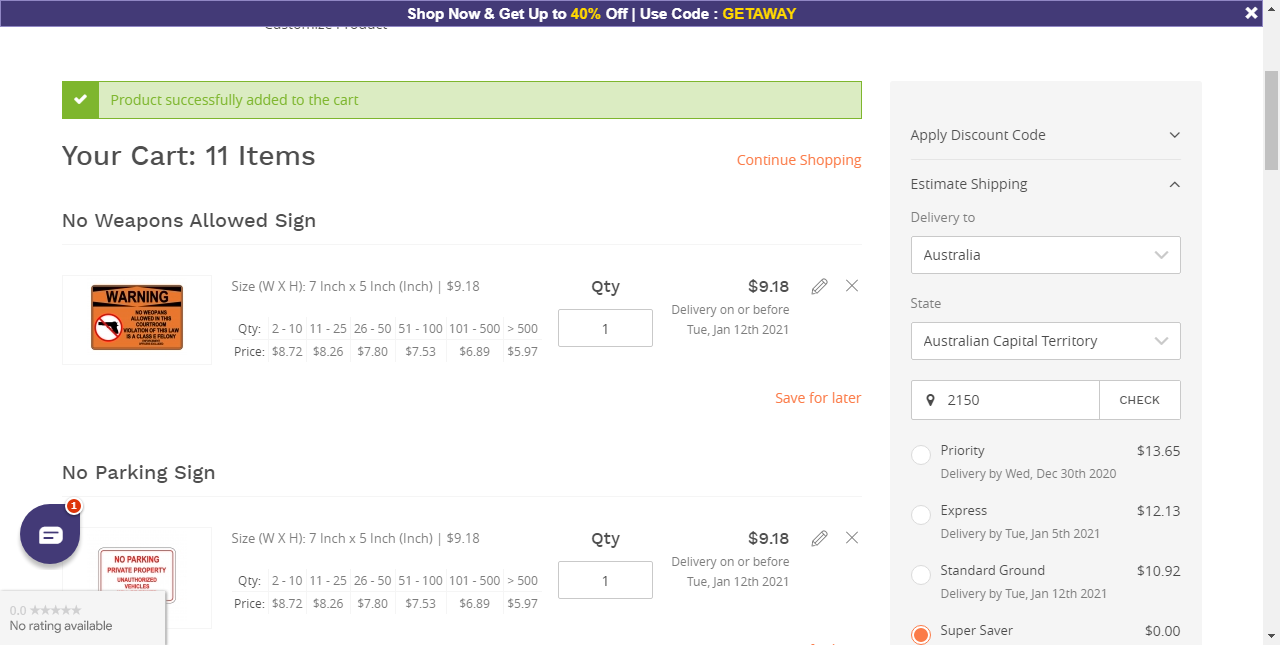 Shop Now & Get Up to 40% Off | Use Code : GETAWAY
Product successfully added to the cart
Your Cart: 11 Items
Continue Shopping
No Weapons Allowed Sign
WARNING
NO WEOPANS
ALLOWED IN THIS
COURTROOM
VIOLATION OF THIS LAW
IS A CLASS E FELONY
Size (W X H): 7 Inch x 5 Inch (Inch) | $9.18
Qty: 2 - 10 11 - 25 26 - 50 51 - 100 101 - 500 > 500
Price: $8.72 $8.26 $7.80 $7.53 $6.89 $5.97
Qty
1
$9.18
Delivery on or before
Tue, Jan 12th 2021
Save for later
No Parking Sign
NO PARKING
PRIVATE PROPERTY
UNAUTHORIZED
VEHICLES
Size (W X H): 7 Inch x 5 Inch (Inch) | $9.18
Qty: 2 - 10 11 - 25 26 - 50 51 - 100 101 - 500 > 500
Price: $8.72 $8.26 $7.80 $7.53 $6.89 $5.97
Qty
1
$9.18
Delivery on or before
Tue, Jan 12th 2021
1
0.0
No rating available
Apply Discount Code
Estimate Shipping
Delivery to
Australia
State
Australian Capital Territory
2150 CHECK
Priority $13.65
Delivery by Wed, Dec 30th 2020
Express $12.13
Delivery by Tue, Jan 5th 2021
Standard Ground $10.92
Delivery by Tue, Jan 12th 2021
Super Saver $0.00